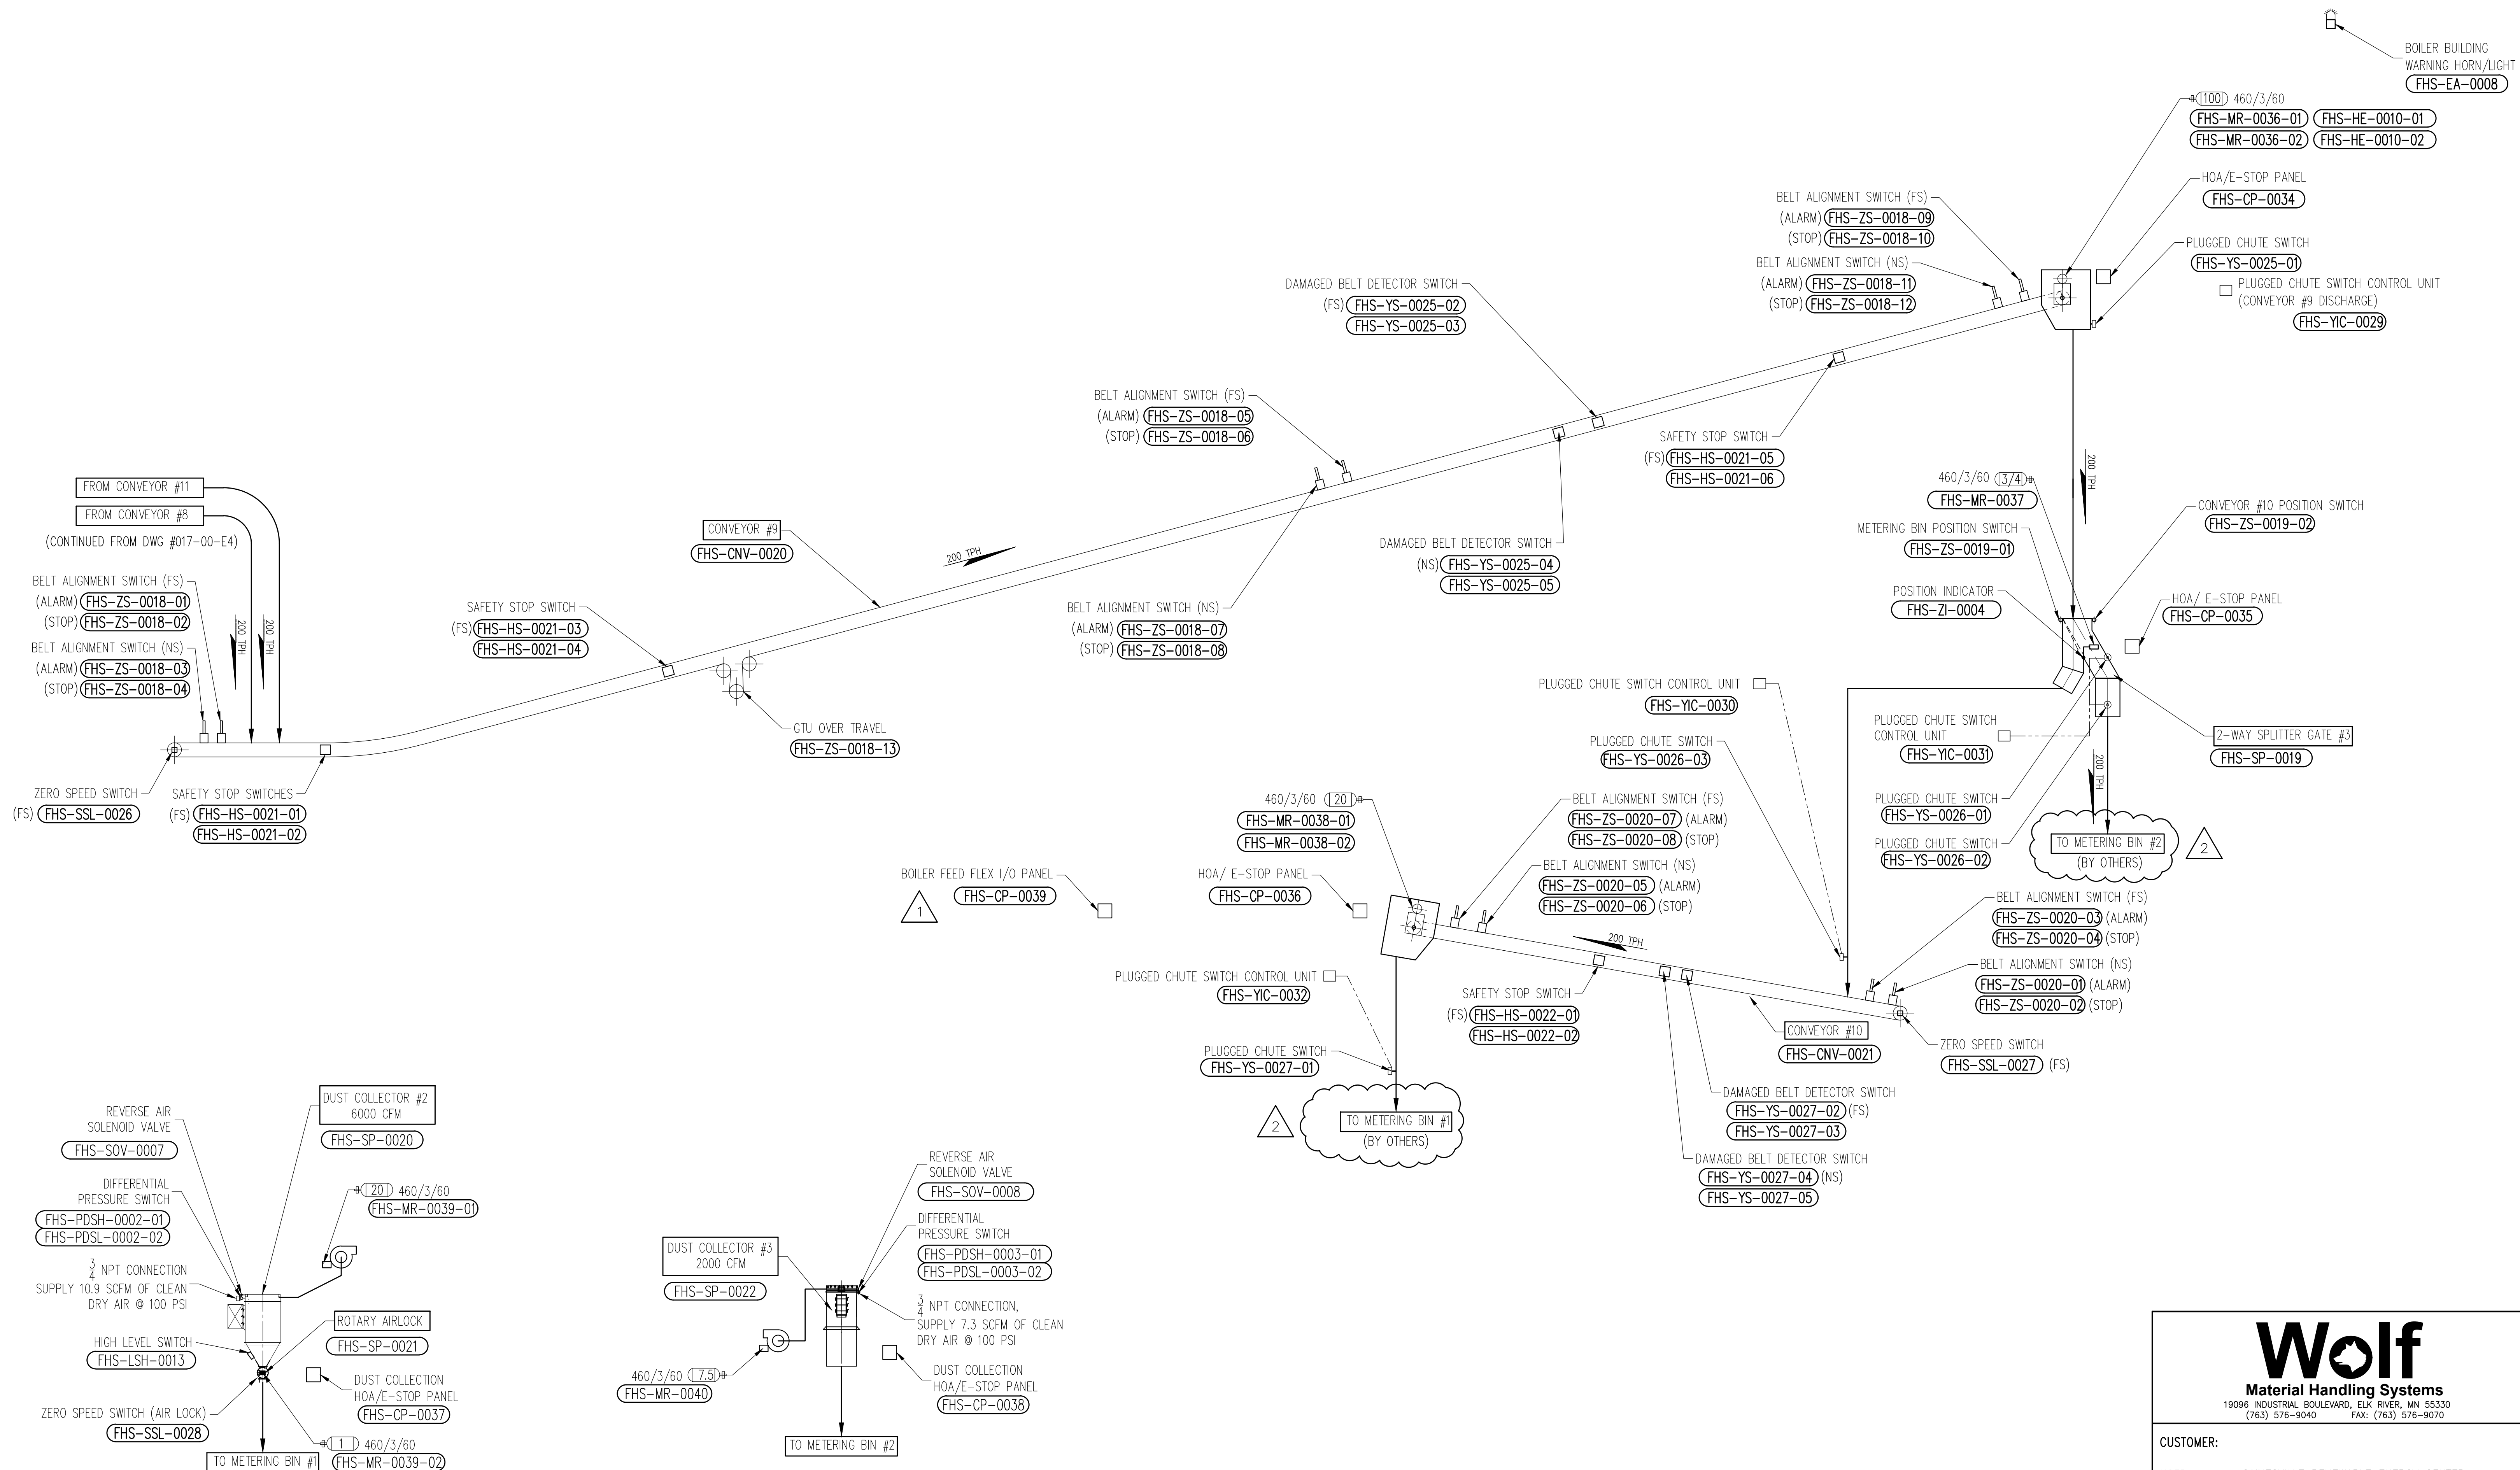 BOILER BUILDING
WARNING HORN/LIGHT
FHS-EA-0008
100 460/3/60
FHS-MR-0036-01 FHS-HE-0010-01
FHS-MR-0036-02 FHS-HE-0010-02
HOA/E-STOP PANEL
FHS-CP-0034
PLUGGED CHUTE SWITCH
FHS-YS-0025-01
PLUGGED CHUTE SWITCH CONTROL UNIT
(CONVEYOR #9 DISCHARGE)
FHS-YIC-0029
BELT ALIGNMENT SWITCH (FS)
(ALARM) FHS-ZS-0018-09
(STOP) FHS-ZS-0018-10
BELT ALIGNMENT SWITCH (NS)
(ALARM) FHS-ZS-0018-11
(STOP) FHS-ZS-0018-12
DAMAGED BELT DETECTOR SWITCH
(FS) FHS-YS-0025-02
FHS-YS-0025-03
BELT ALIGNMENT SWITCH (FS)
(ALARM) FHS-ZS-0018-05
(STOP) FHS-ZS-0018-06
SAFETY STOP SWITCH
(FS) FHS-HS-0021-05
FHS-HS-0021-06
FROM CONVEYOR #11
FROM CONVEYOR #8
(CONTINUED FROM DWG #017-00-E4)
BELT ALIGNMENT SWITCH (FS)
(ALARM) FHS-ZS-0018-01
(STOP) FHS-ZS-0018-02
BELT ALIGNMENT SWITCH (NS)
(ALARM) FHS-ZS-0018-03
(STOP) FHS-ZS-0018-04
200 TPH
200 TPH
ZERO SPEED SWITCH
(FS) FHS-SSL-0026
SAFETY STOP SWITCHES
(FS) FHS-HS-0021-01
FHS-HS-0021-02
SAFETY STOP SWITCH
(FS) FHS-HS-0021-03
FHS-HS-0021-04
CONVEYOR #9
FHS-CNV-0020
200 TPH
GTU OVER TRAVEL
FHS-ZS-0018-13
BELT ALIGNMENT SWITCH (NS)
(ALARM) FHS-ZS-0018-07
(STOP) FHS-ZS-0018-08
DAMAGED BELT DETECTOR SWITCH
(NS) FHS-YS-0025-04
FHS-YS-0025-05
200 TPH
460/3/60 3/4
FHS-MR-0037
METERING BIN POSITION SWITCH
FHS-ZS-0019-01
CONVEYOR #10 POSITION SWITCH
FHS-ZS-0019-02
POSITION INDICATOR
FHS-ZI-0004
HOA/ E-STOP PANEL
FHS-CP-0035
PLUGGED CHUTE SWITCH CONTROL UNIT
FHS-YIC-0030
PLUGGED CHUTE SWITCH
FHS-YS-0026-03
PLUGGED CHUTE SWITCH
CONTROL UNIT
FHS-YIC-0031
2-WAY SPLITTER GATE #3
FHS-SP-0019
200 TPH
PLUGGED CHUTE SWITCH
FHS-YS-0026-01
PLUGGED CHUTE SWITCH
FHS-YS-0026-02
TO METERING BIN #2
(BY OTHERS)
2
460/3/60 20
FHS-MR-0038-01
FHS-MR-0038-02
HOA/ E-STOP PANEL
FHS-CP-0036
BOILER FEED FLEX I/O PANEL
FHS-CP-0039
1
BELT ALIGNMENT SWITCH (FS)
FHS-ZS-0020-07 (ALARM)
FHS-ZS-0020-08 (STOP)
BELT ALIGNMENT SWITCH (NS)
FHS-ZS-0020-05 (ALARM)
FHS-ZS-0020-06 (STOP)
200 TPH
BELT ALIGNMENT SWITCH (FS)
FHS-ZS-0020-03 (ALARM)
FHS-ZS-0020-04 (STOP)
BELT ALIGNMENT SWITCH (NS)
FHS-ZS-0020-01 (ALARM)
FHS-ZS-0020-02 (STOP)
PLUGGED CHUTE SWITCH CONTROL UNIT
FHS-YIC-0032
SAFETY STOP SWITCH
(FS) FHS-HS-0022-01
FHS-HS-0022-02
CONVEYOR #10
FHS-CNV-0021
ZERO SPEED SWITCH
FHS-SSL-0027 (FS)
PLUGGED CHUTE SWITCH
FHS-YS-0027-01
TO METERING BIN #1
(BY OTHERS)
2
DAMAGED BELT DETECTOR SWITCH
FHS-YS-0027-02 (FS)
FHS-YS-0027-03
DAMAGED BELT DETECTOR SWITCH
FHS-YS-0027-04 (NS)
FHS-YS-0027-05
DUST COLLECTOR #2
6000 CFM
FHS-SP-0020
REVERSE AIR
SOLENOID VALVE
FHS-SOV-0007
DIFFERENTIAL
PRESSURE SWITCH
FHS-PDSH-0002-01
FHS-PDSL-0002-02
20 460/3/60
FHS-MR-0039-01
3/4 NPT CONNECTION
SUPPLY 10.9 SCFM OF CLEAN
DRY AIR @ 100 PSI
HIGH LEVEL SWITCH
FHS-LSH-0013
ROTARY AIRLOCK
FHS-SP-0021
DUST COLLECTION
HOA/E-STOP PANEL
FHS-CP-0037
ZERO SPEED SWITCH (AIR LOCK)
FHS-SSL-0028
1 460/3/60
FHS-MR-0039-02
TO METERING BIN #1
REVERSE AIR
SOLENOID VALVE
FHS-SOV-0008
DIFFERENTIAL
PRESSURE SWITCH
FHS-PDSH-0003-01
FHS-PDSL-0003-02
DUST COLLECTOR #3
2000 CFM
FHS-SP-0022
3/4 NPT CONNECTION,
SUPPLY 7.3 SCFM OF CLEAN
DRY AIR @ 100 PSI
460/3/60 7.5
FHS-MR-0040
DUST COLLECTION
HOA/E-STOP PANEL
FHS-CP-0038
TO METERING BIN #2
Wolf
Material Handling Systems
19096 INDUSTRIAL BOULEVARD, ELK RIVER, MN 55330
(763) 576-9040 FAX: (763) 576-9070
CUSTOMER: